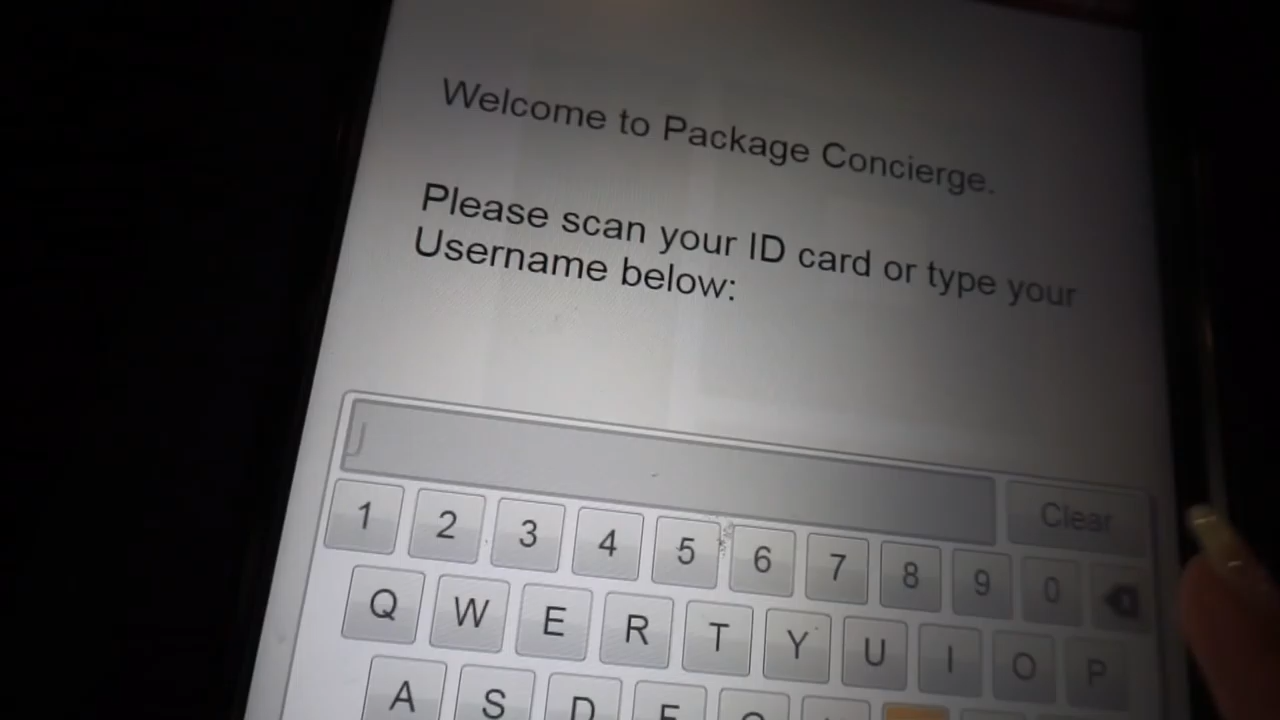 Welcome to Package Concierge.
Please scan your ID card or type your
Username below:
J
Clear
1 2 3 4 5 6 7 8 9 0
Q W E R T Y U I O P
A S D F